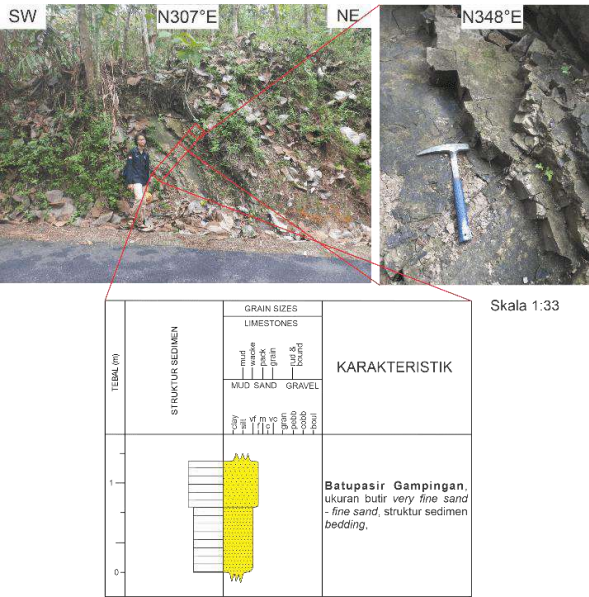 SW
N307°E
NE
N348°E
Skala 1:33
TEBAL (m)
STRUKTUR SEDIMEN
GRAIN SIZES
LIMESTONES
mud
wacke
pack
grain
rud &
bound
MUD SAND GRAVEL
clay
silt
vf
f
m
c
vc
gran
pebb
cobb
boul
KARAKTERISTIK
1
0
Batupasir Gampingan,
ukuran butir very fine sand
- fine sand, struktur sedimen
bedding,